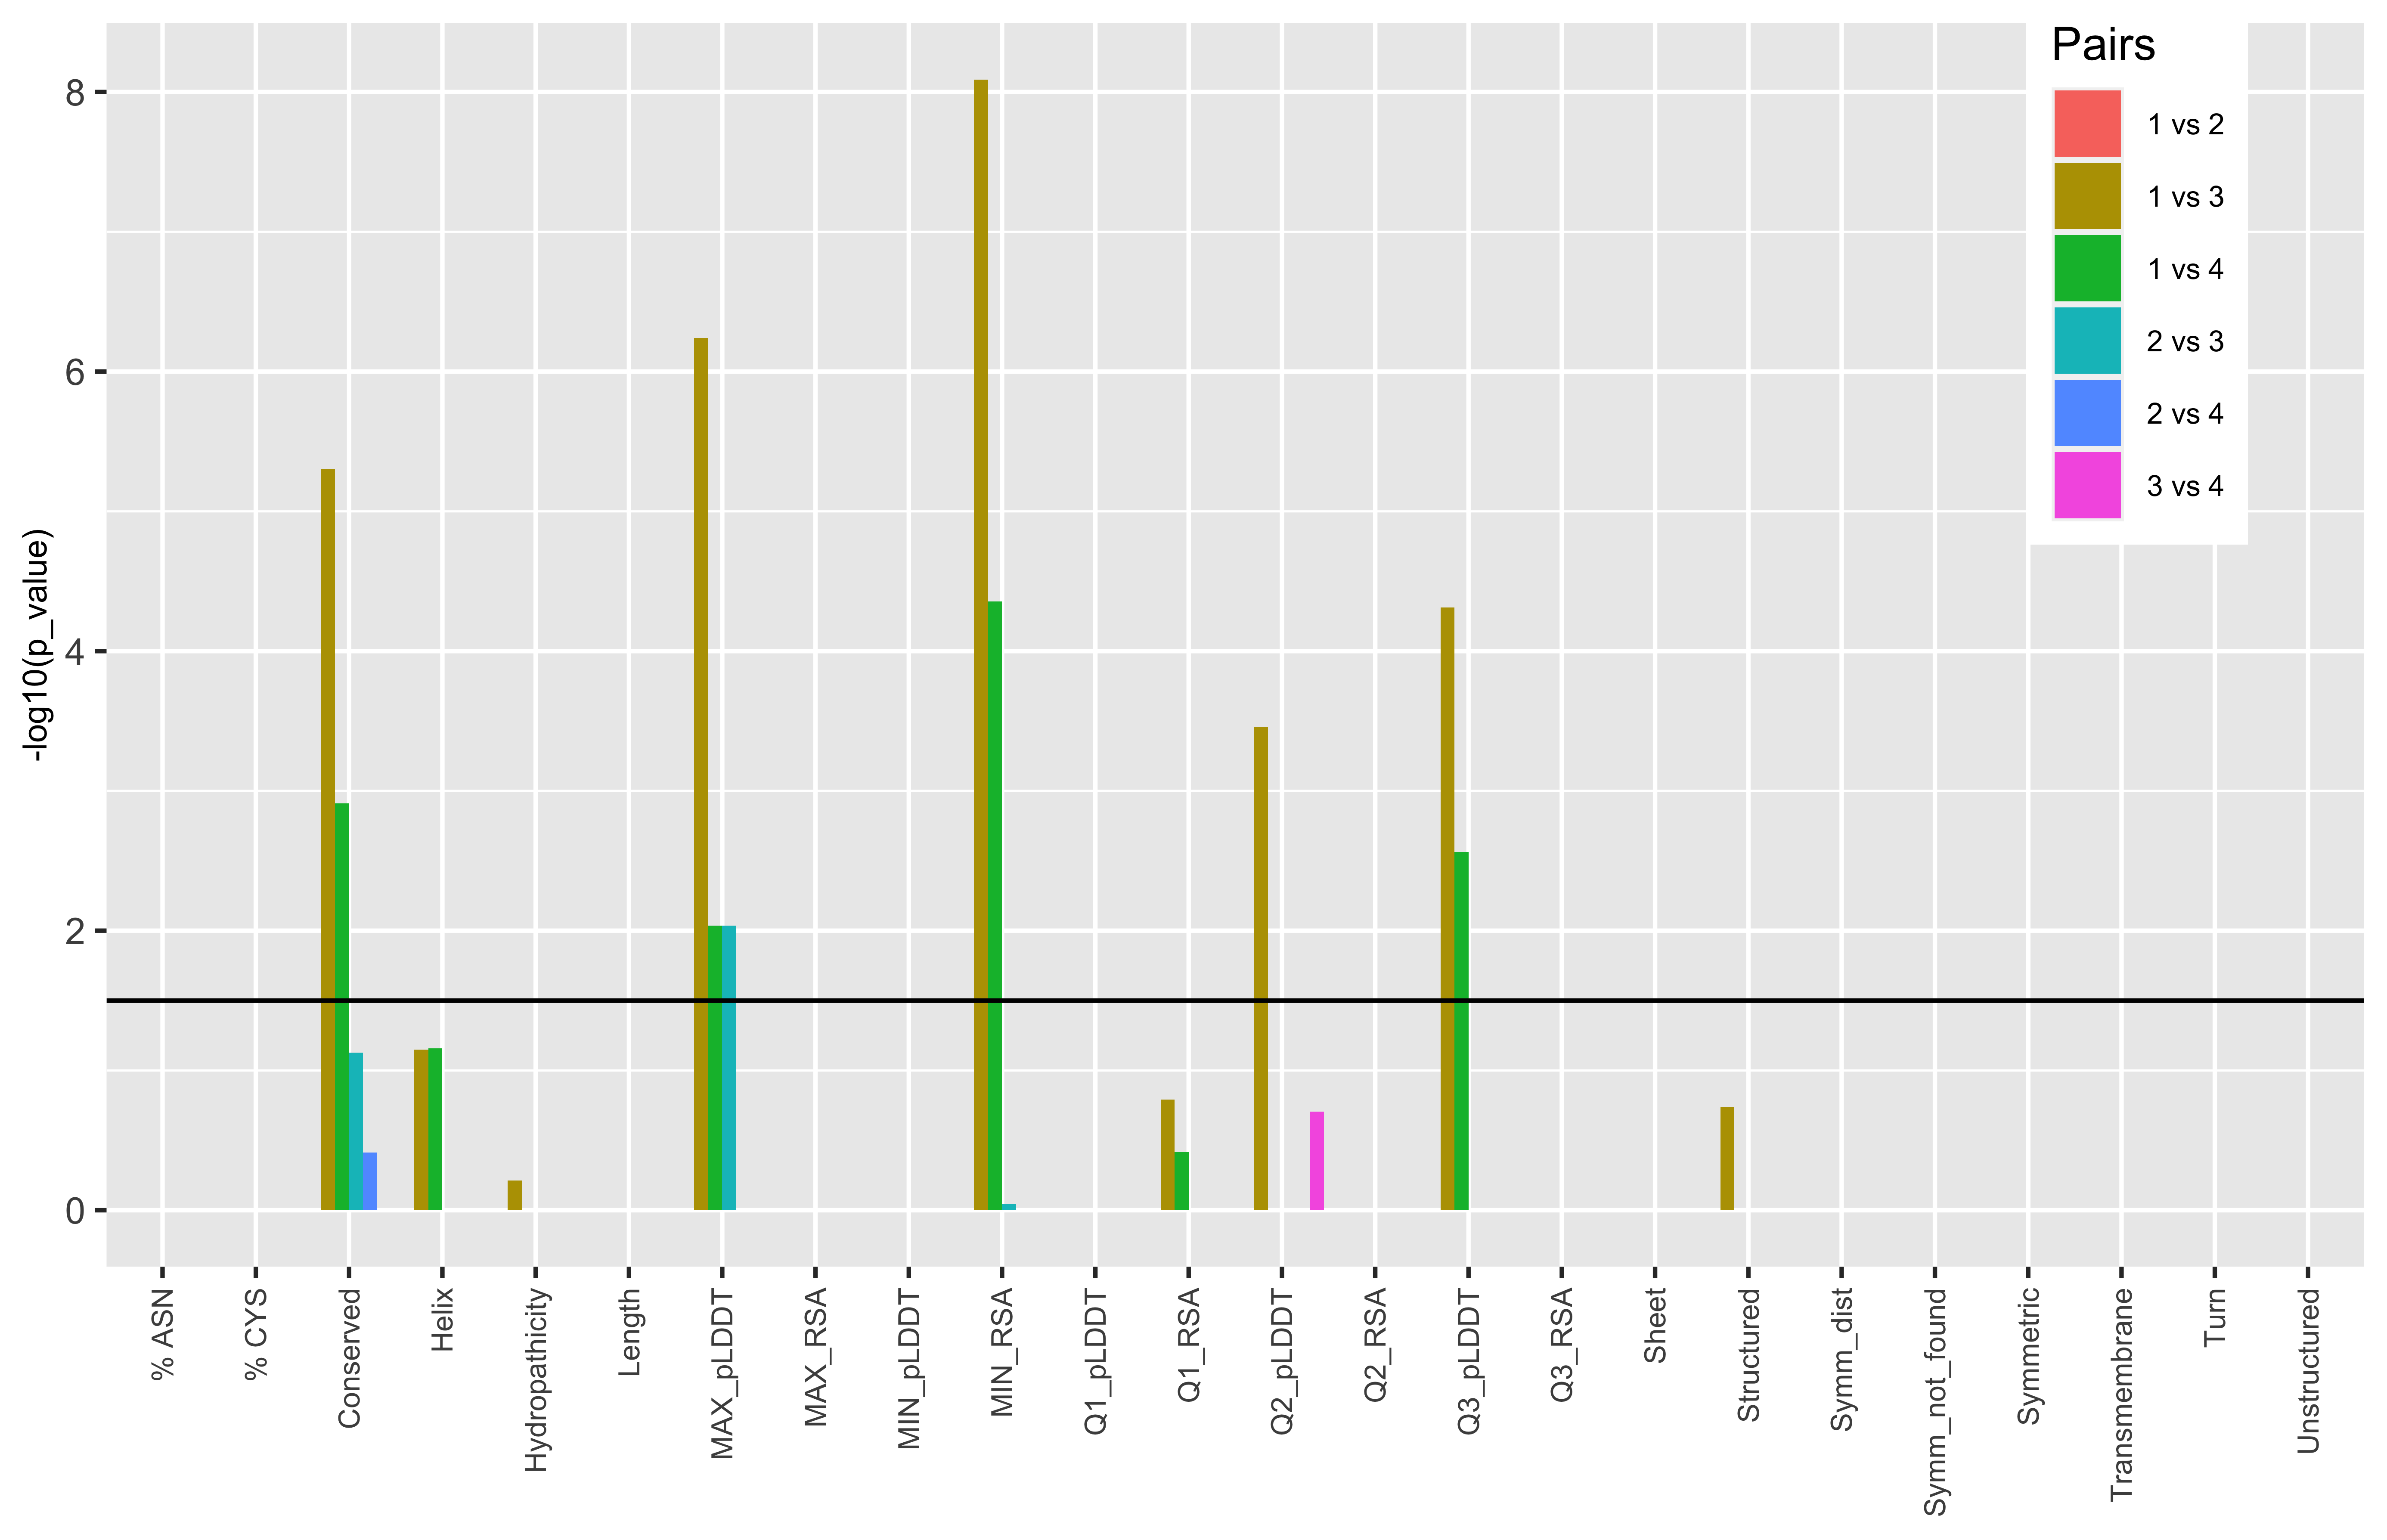 Pairs
1 vs 2
1 vs 3
1 vs 4
2 vs 3
2 vs 4
3 vs 4
-log10(p_value)
8
6
4
2
0
% ASN
% CYS
Conserved
Helix
Hydropathicity
Length
MAX_pLDDT
MAX_RSA
MIN_pLDDT
MIN_RSA
Q1_pLDDT
Q1_RSA
Q2_pLDDT
Q2_RSA
Q3_pLDDT
Q3_RSA
Sheet
Structured
Symm_dist
Symm_not_found
Symmetric
Transmembrane
Turn
Unstructured